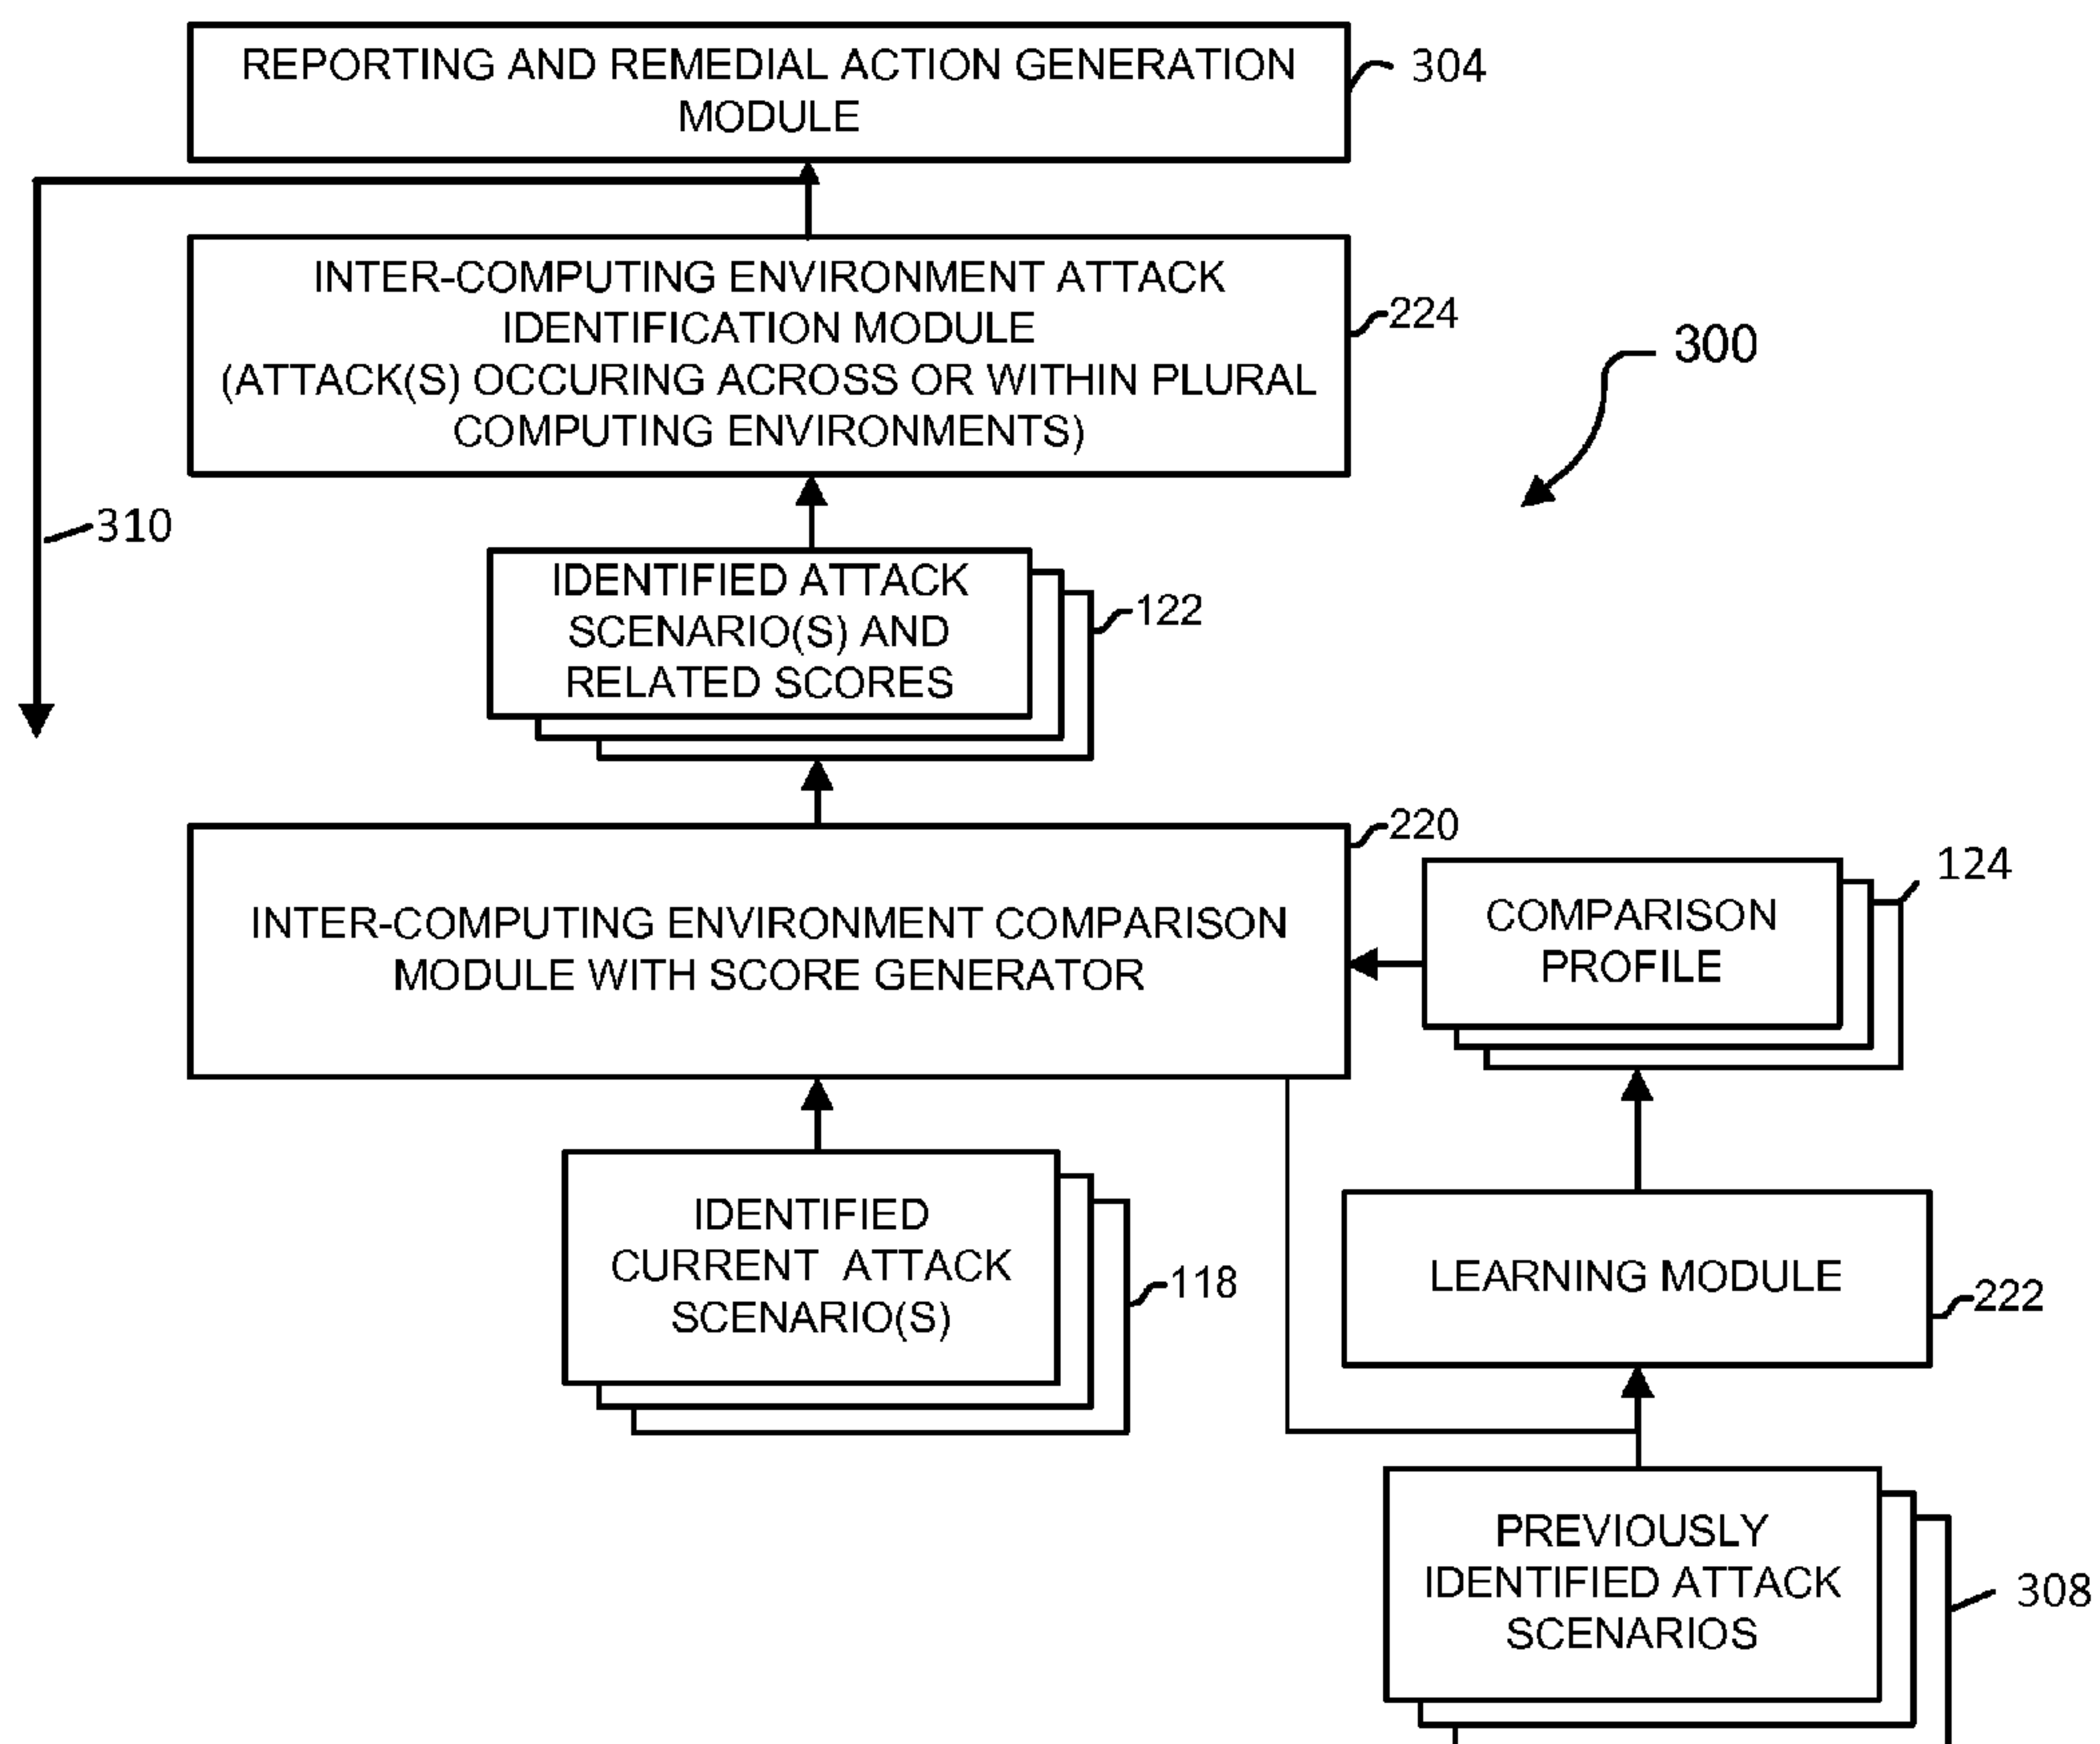 REPORTING AND REMEDIAL ACTION GENERATION
MODULE
304
INTER-COMPUTING ENVIRONMENT ATTACK
IDENTIFICATION MODULE
(ATTACK(S) OCCURING ACROSS OR WITHIN PLURAL
COMPUTING ENVIRONMENTS)
224
300
310
IDENTIFIED ATTACK
SCENARIO(S) AND
RELATED SCORES
122
220
INTER-COMPUTING ENVIRONMENT COMPARISON
MODULE WITH SCORE GENERATOR
124
COMPARISON
PROFILE
IDENTIFIED
CURRENT ATTACK
SCENARIO(S)
118
LEARNING MODULE
222
PREVIOUSLY
IDENTIFIED ATTACK
SCENARIOS
308